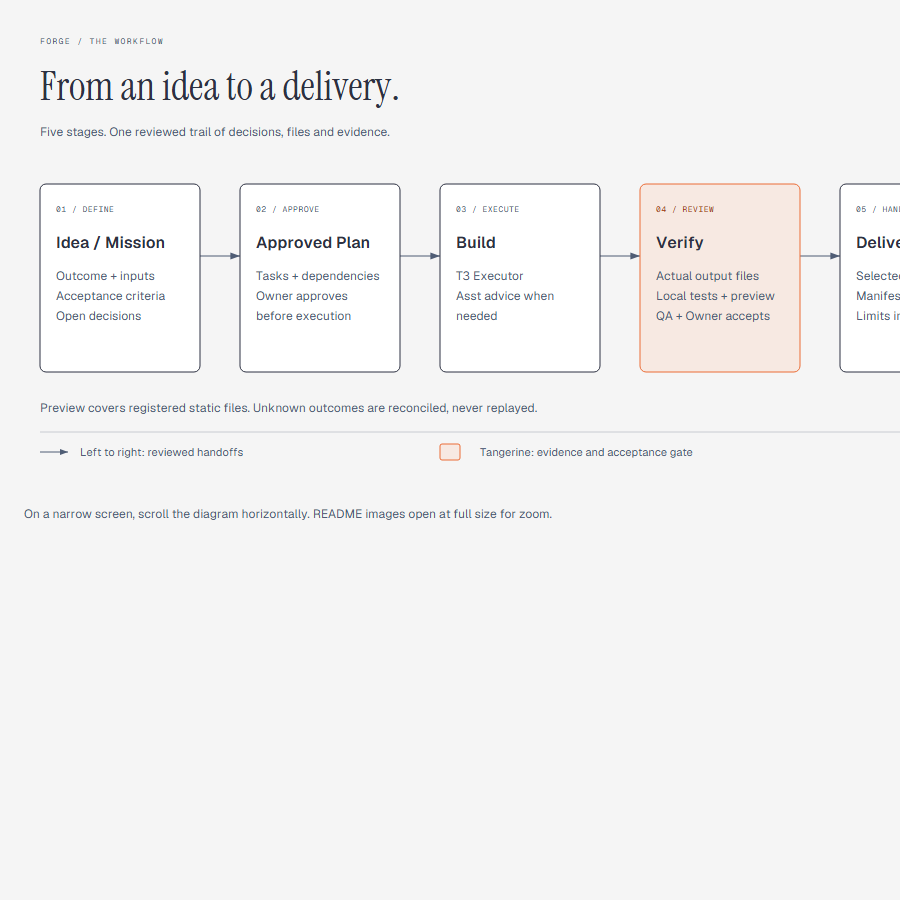 FORGE / THE WORKFLOW
From an idea to a delivery.
Five stages. One reviewed trail of decisions, files and evidence.
01 / DEFINE
Idea / Mission
Outcome + inputs
Acceptance criteria
Open decisions
02 / APPROVE
Approved Plan
Tasks + dependencies
Owner approves
before execution
03 / EXECUTE
Build
T3 Executor
Asst advice when
needed
04 / REVIEW
Verify
Actual output files
Local tests + preview
QA + Owner accepts
05 /
Limits
Preview covers registered static files. Unknown outcomes are reconciled, never replayed.
Left to right: reviewed handoffs
Tangerine: evidence and acceptance gate
On a narrow screen, scroll the diagram horizontally. README images open at full size for zoom.